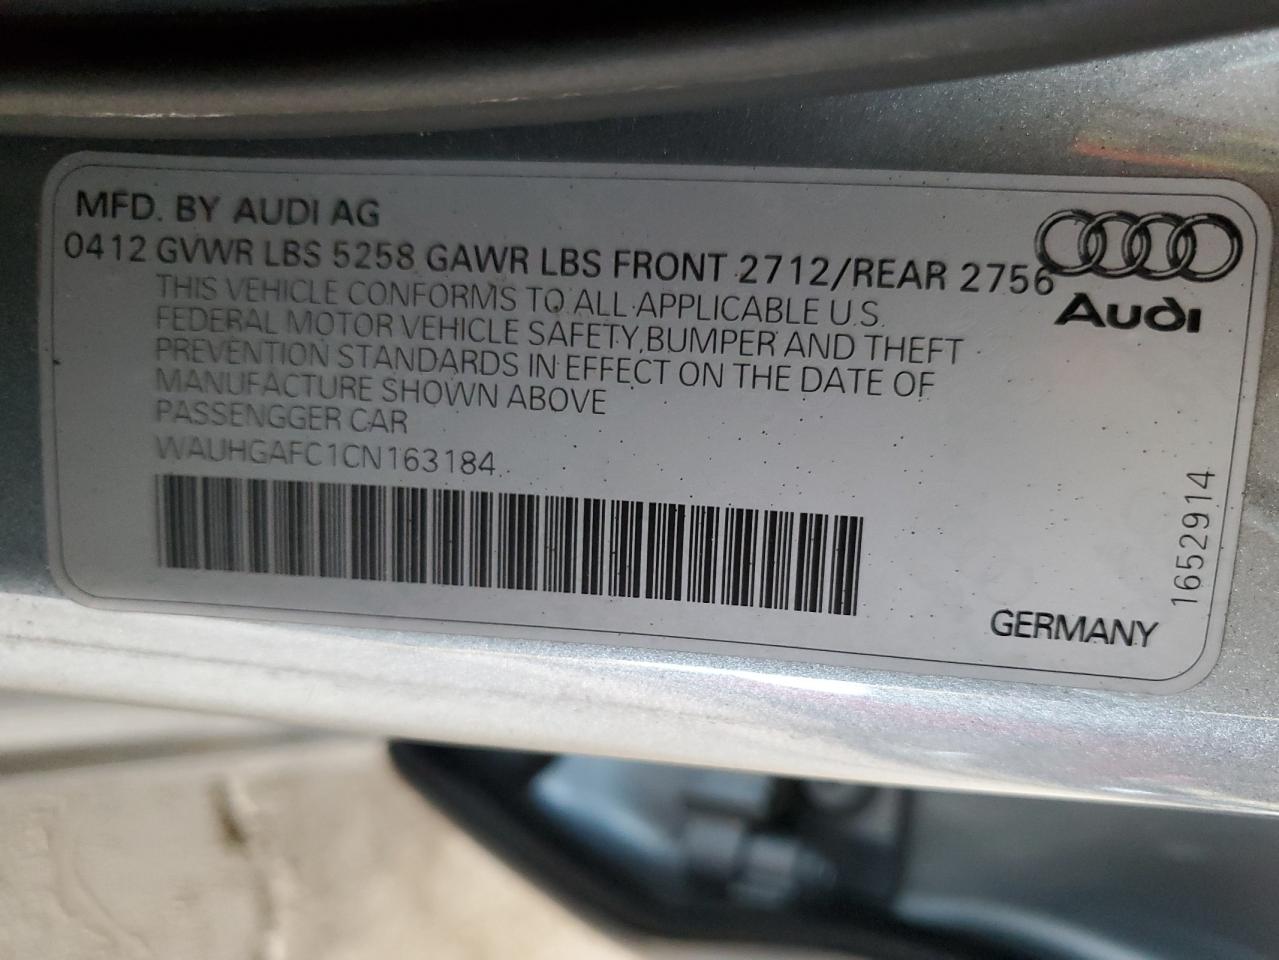 MFD. BY AUDI AG
0412 GVWR LBS 5258 GAWR LBS FRONT 2712/REAR 2756
THIS VEHICLE CONFORMS TO ALL APPLICABLE U.S.
FEDERAL MOTOR VEHICLE SAFETY, BUMPER AND THEFT
PREVENTION STANDARDS IN EFFECT ON THE DATE OF
MANUFACTURE SHOWN ABOVE
PASSENGGER CAR
WAUHGAFC1CN163184
Audi
1652914
GERMANY